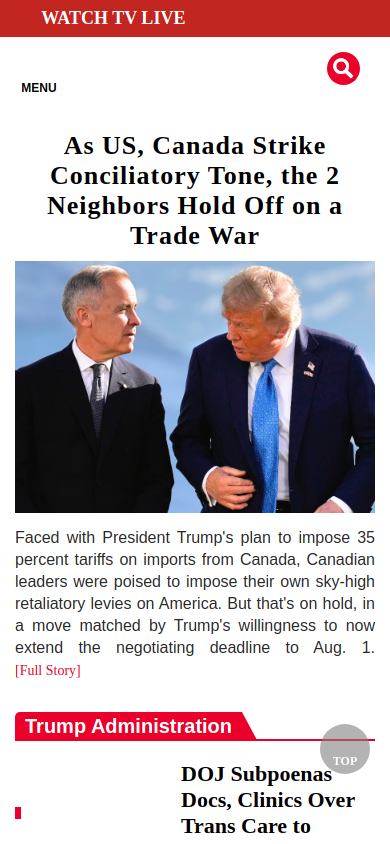 WATCH TV LIVE
MENU
As US, Canada Strike
Conciliatory Tone, the 2
Neighbors Hold Off on a
Trade War
Faced with President Trump's plan to impose 35
percent tariffs on imports from Canada, Canadian
leaders were poised to impose their own sky-high
retaliatory levies on America. But that's on hold, in
a move matched by Trump's willingness to now
extend the negotiating deadline to Aug. 1.
[Full Story]
Trump Administration
TOP
DOJ Subpoenas
Docs, Clinics Over
Trans Care to